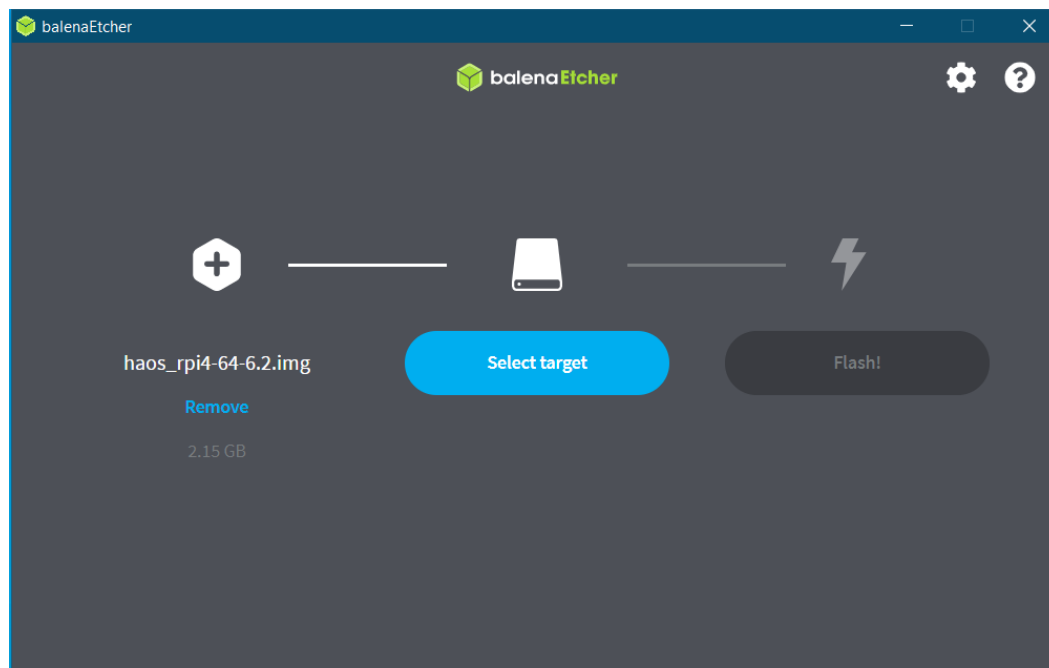 balenaEtcher
balenaEtcher
haos_rpi4-64-6.2.img
Select target
Flash!
Remove
2.15 GB